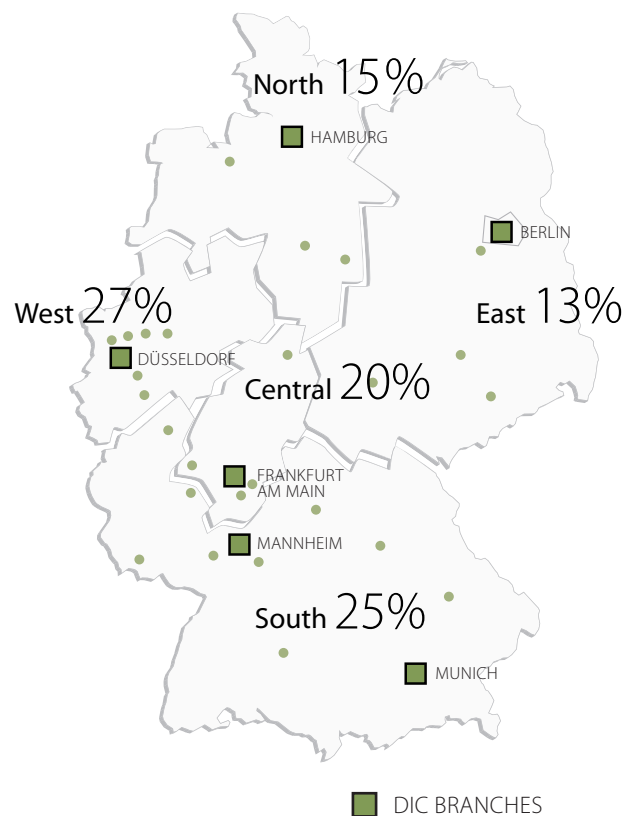 North 15%
HAMBURG
BERLIN
West 27%
East 13%
DÜSSELDORF
Central 20%
FRANKFURT
AM MAIN
MANNHEIM
South 25%
MUNICH
DIC BRANCHES